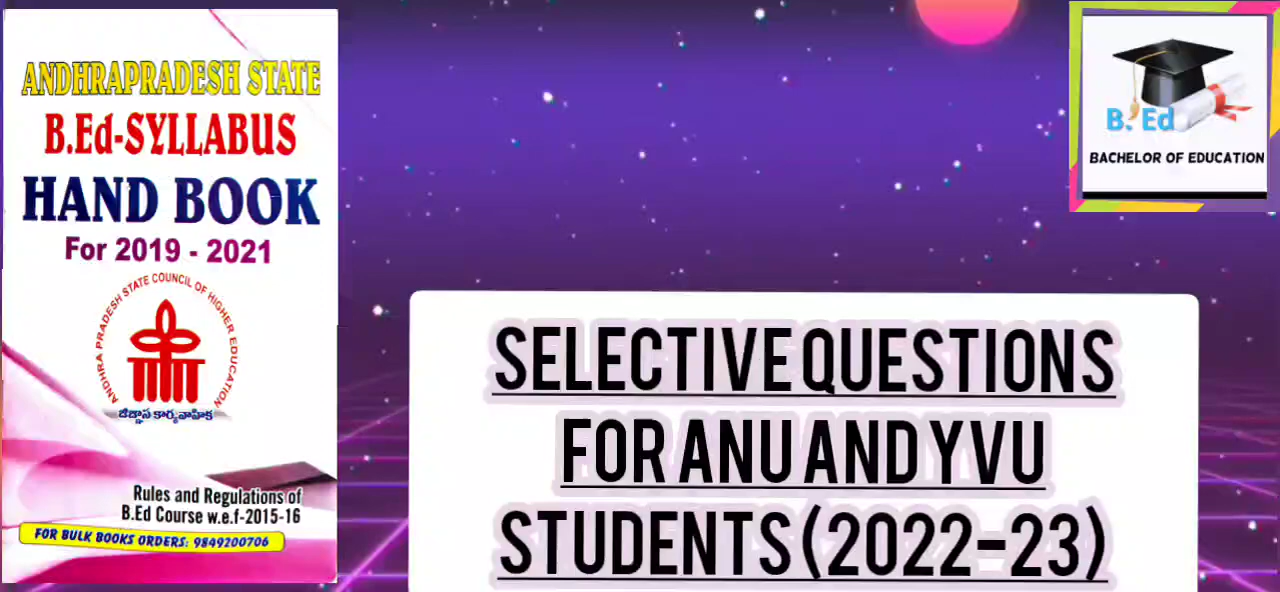 ANDHRAPRADESH STATE
B.Ed-SYLLABUS
HAND BOOK
For 2019 - 2021
ANDHRA PRADESH STATE COUNCIL OF HIGHER EDUCATION
జిజ్ఞాస కార్యవాహిక
Rules and Regulations of
B.Ed Course w.e.f-2015-16
FOR BULK BOOKS ORDERS: 9849200706
B. Ed
BACHELOR OF EDUCATION
SELECTIVE QUESTIONS
FOR ANU AND YVU
STUDENTS (2022-23)